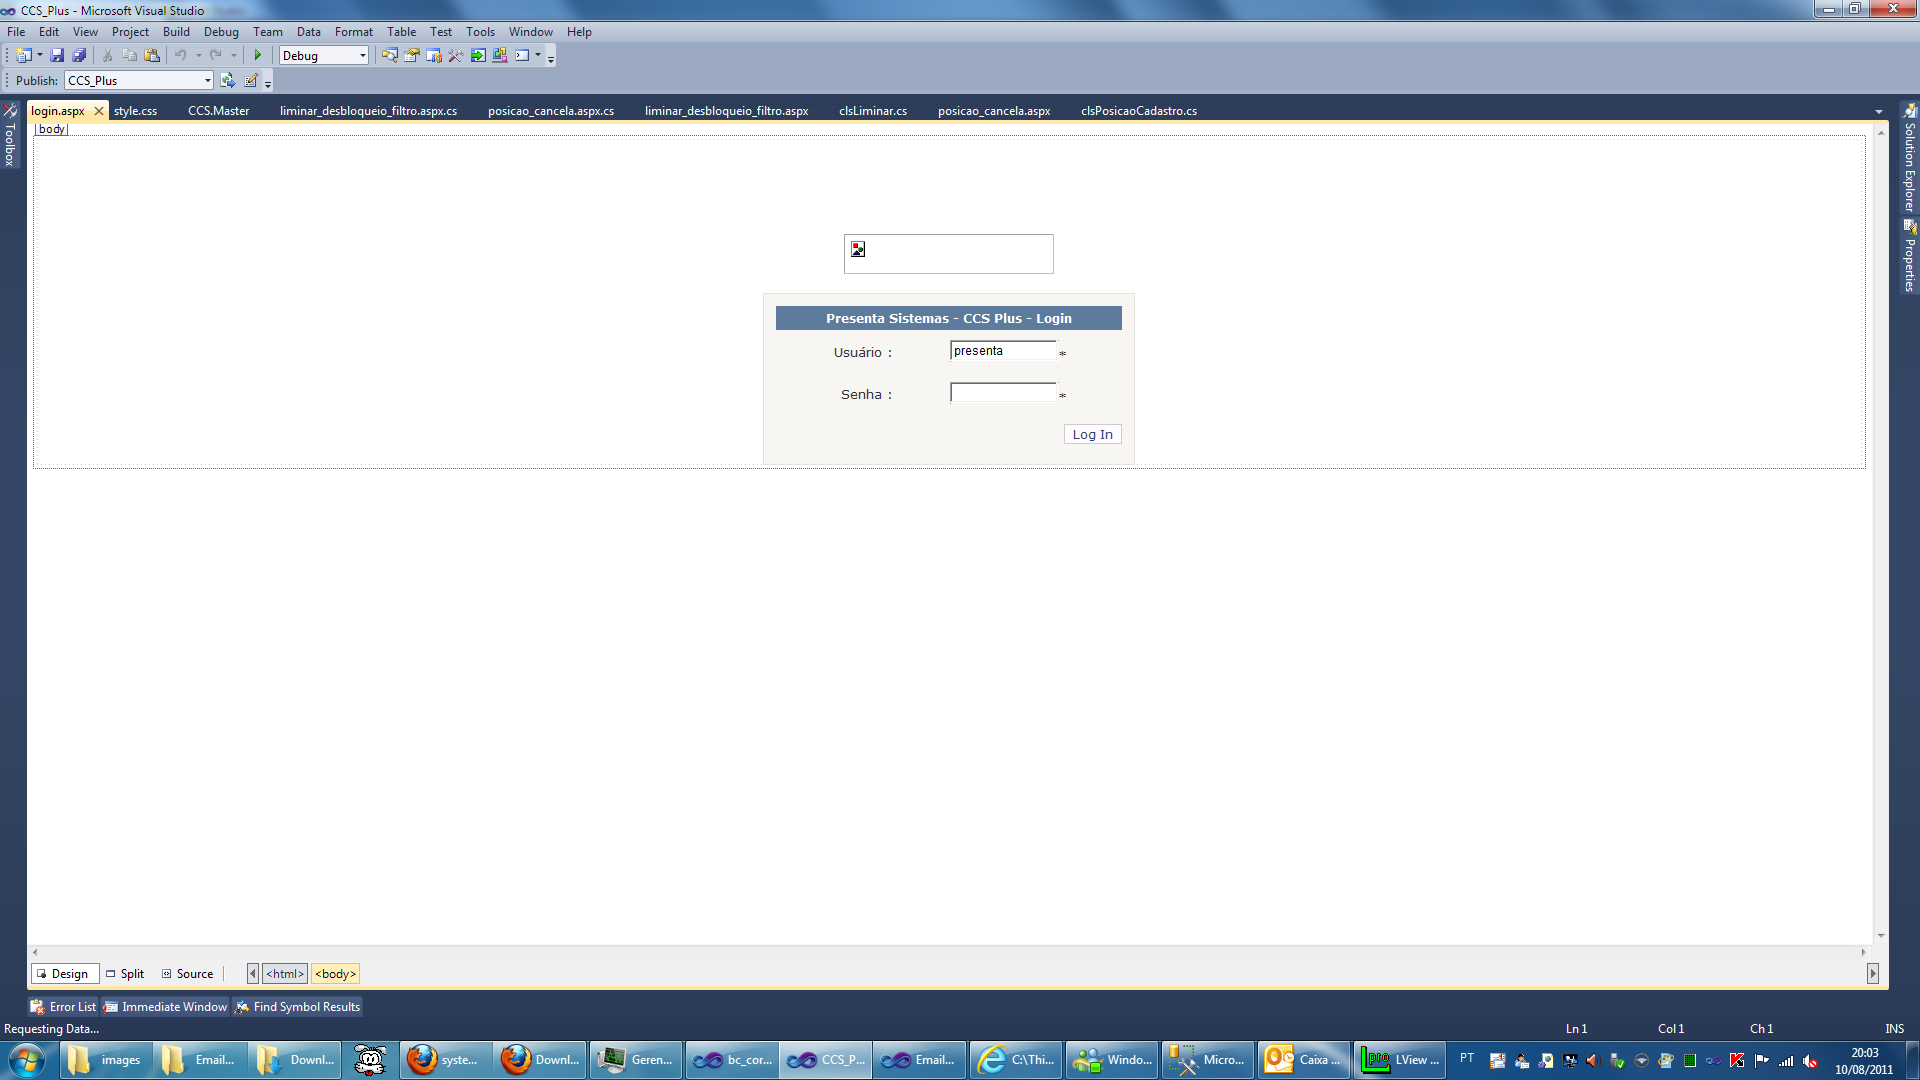 CCS_Plus - Microsoft Visual Studio
File Edit View Project Build Debug Team Data Format Table Test Tools Window Help
Debug
Publish: CCS_Plus
login.aspx style.css CCS.Master liminar_desbloqueio_filtro.aspx.cs posicao_cancela.aspx.cs liminar_desbloqueio_filtro.aspx clsLiminar.cs posicao_cancela.aspx clsPosicaoCadastro.cs
body
Toolbox
Solution Explorer
Properties
Presenta Sistemas - CCS Plus - Login
Usuário : presenta *
Senha : *
Log In
Design Split Source <html> <body>
Error List Immediate Window Find Symbol Results
Requesting Data... Ln 1 Col 1 Ch 1 INS
images Email... Downl... syste... Downl... Geren... bc_cor... CCS_P... Email... C:\Thi... Windo... Micro... Caixa ... LView ... PT 20:03
10/08/2011